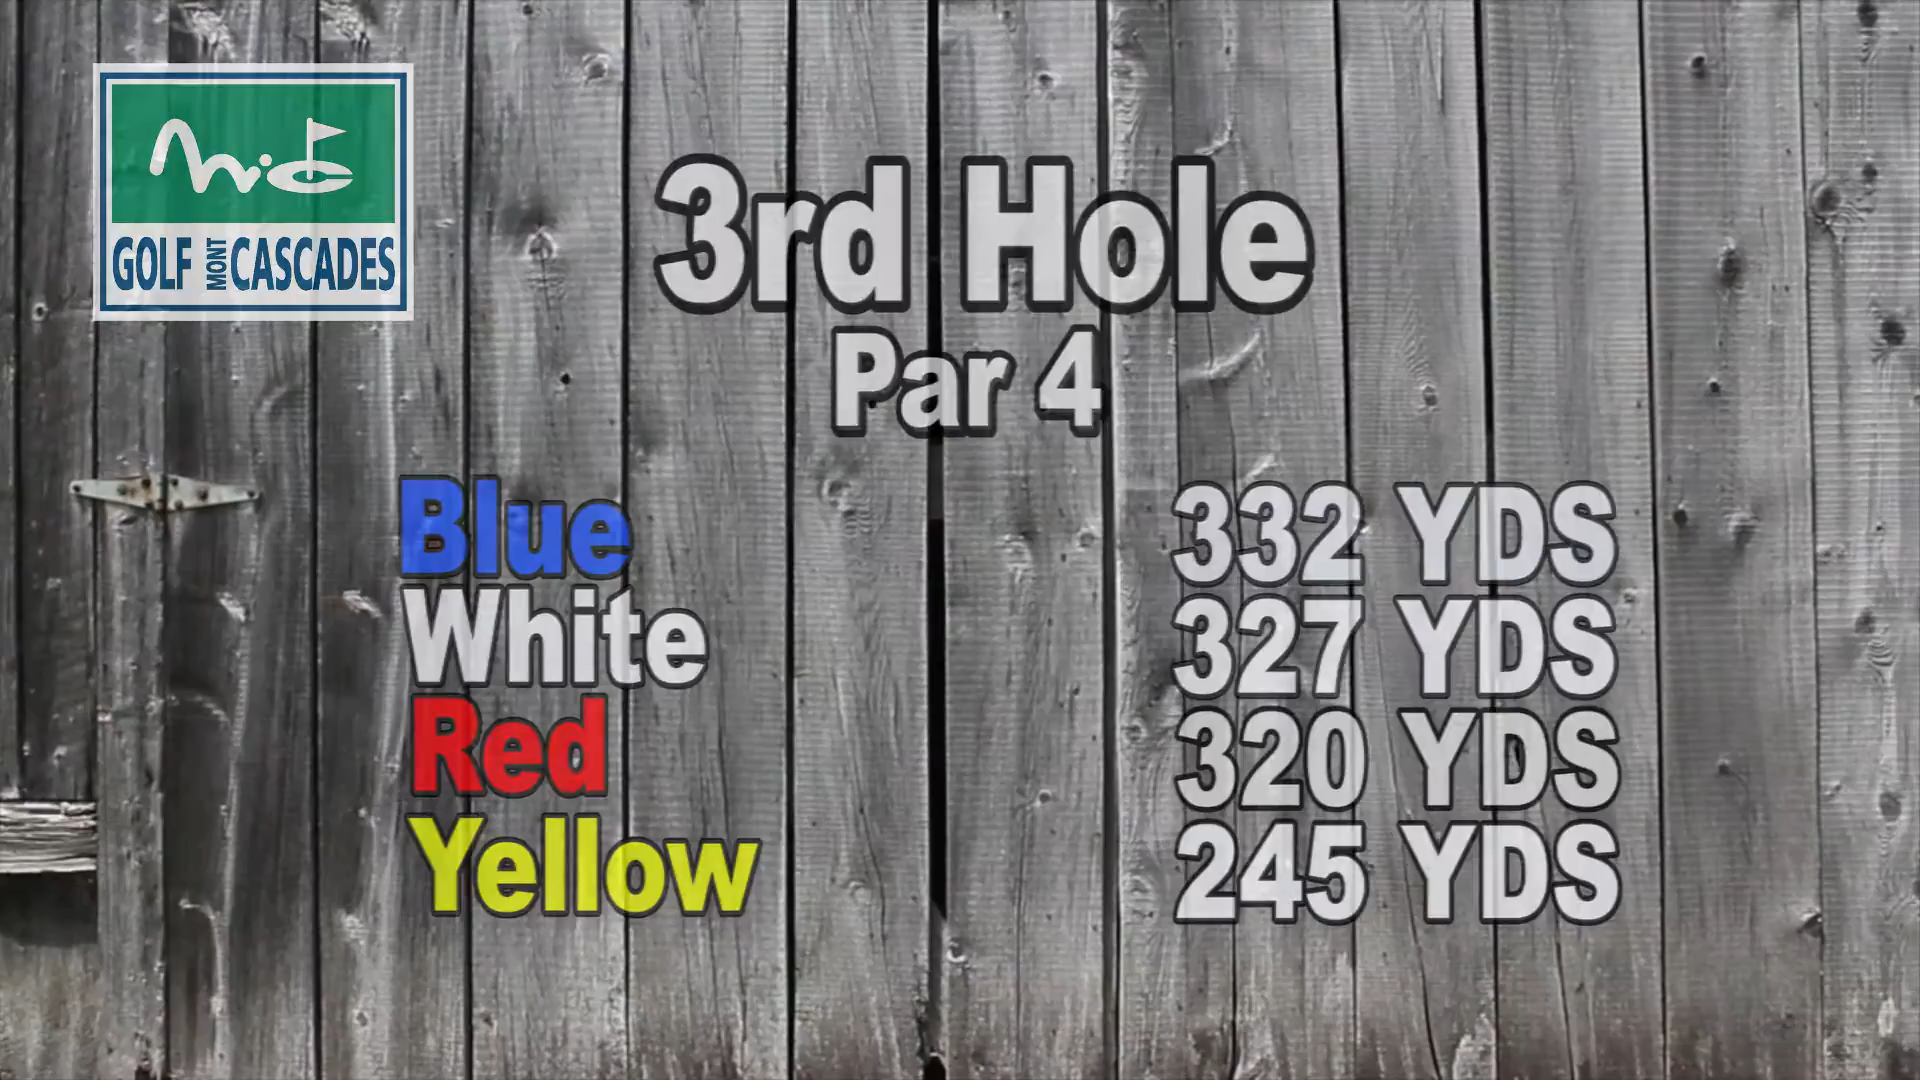 GOLF MONT CASCADES
3rd Hole
Par 4
Blue 332 YDS
White 327 YDS
Red 320 YDS
Yellow 245 YDS